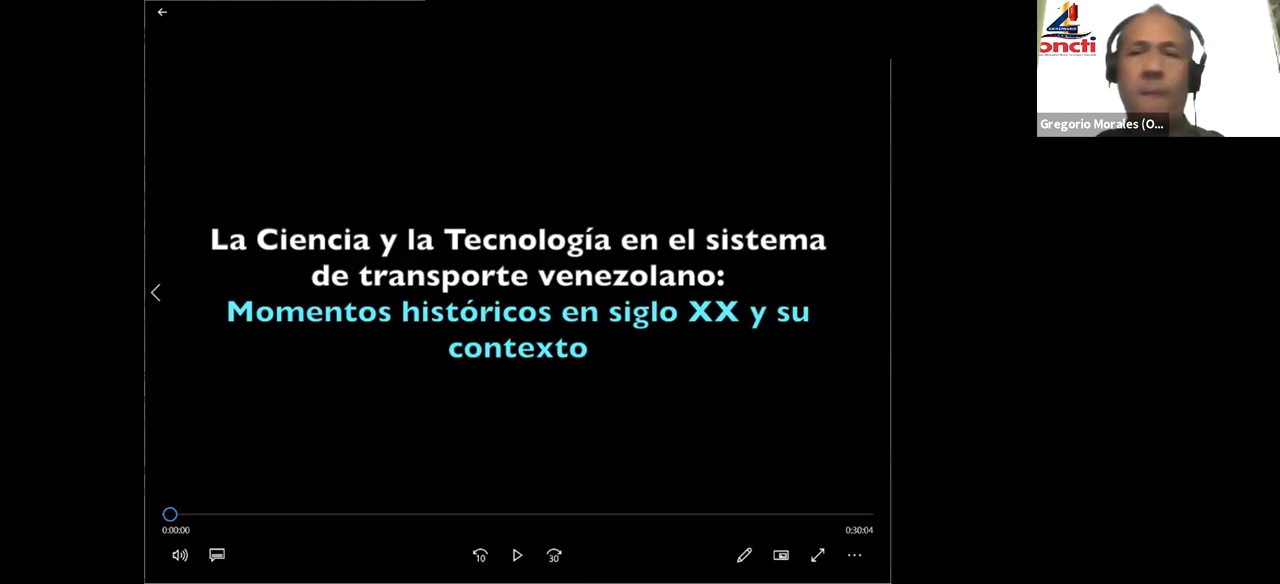 ANIVERSARIO
oncti
Gregorio Morales (O...
La Ciencia y la Tecnología en el sistema
de transporte venezolano:
Momentos históricos en siglo XX y su
contexto
0:00:00
0:30:04
10
30